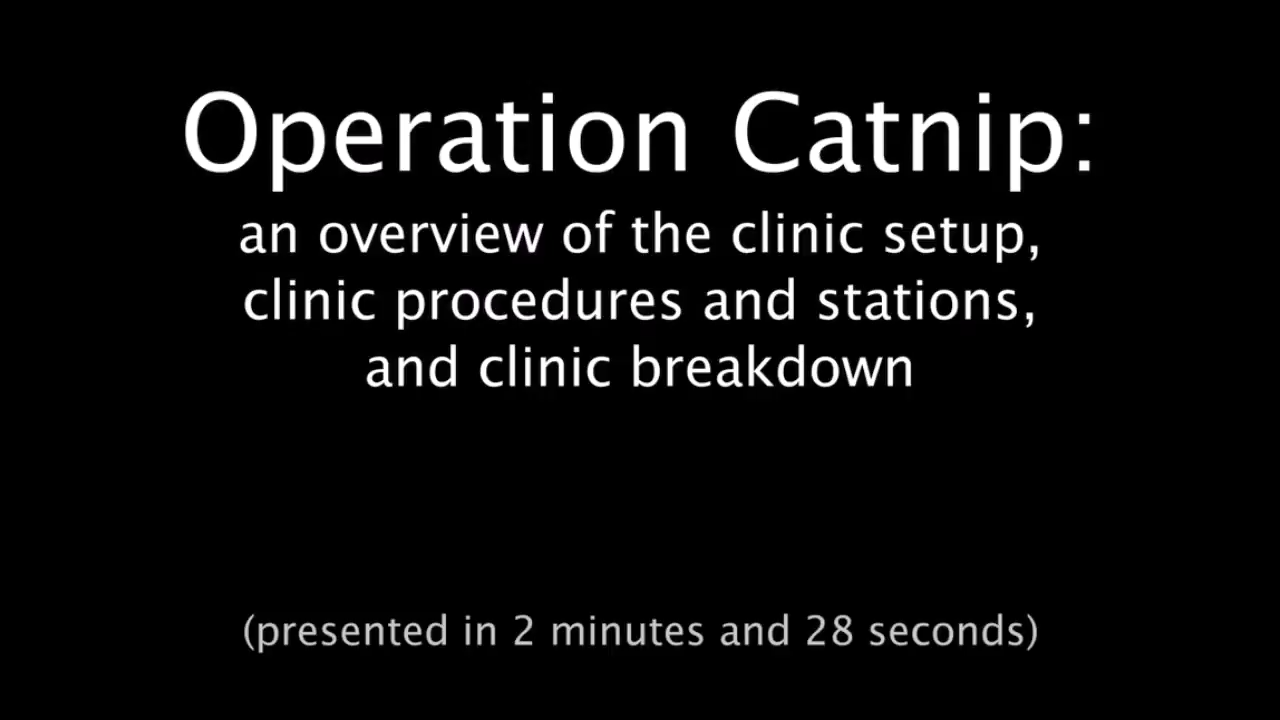 Operation Catnip:
an overview of the clinic setup,
clinic procedures and stations,
and clinic breakdown
(presented in 2 minutes and 28 seconds)